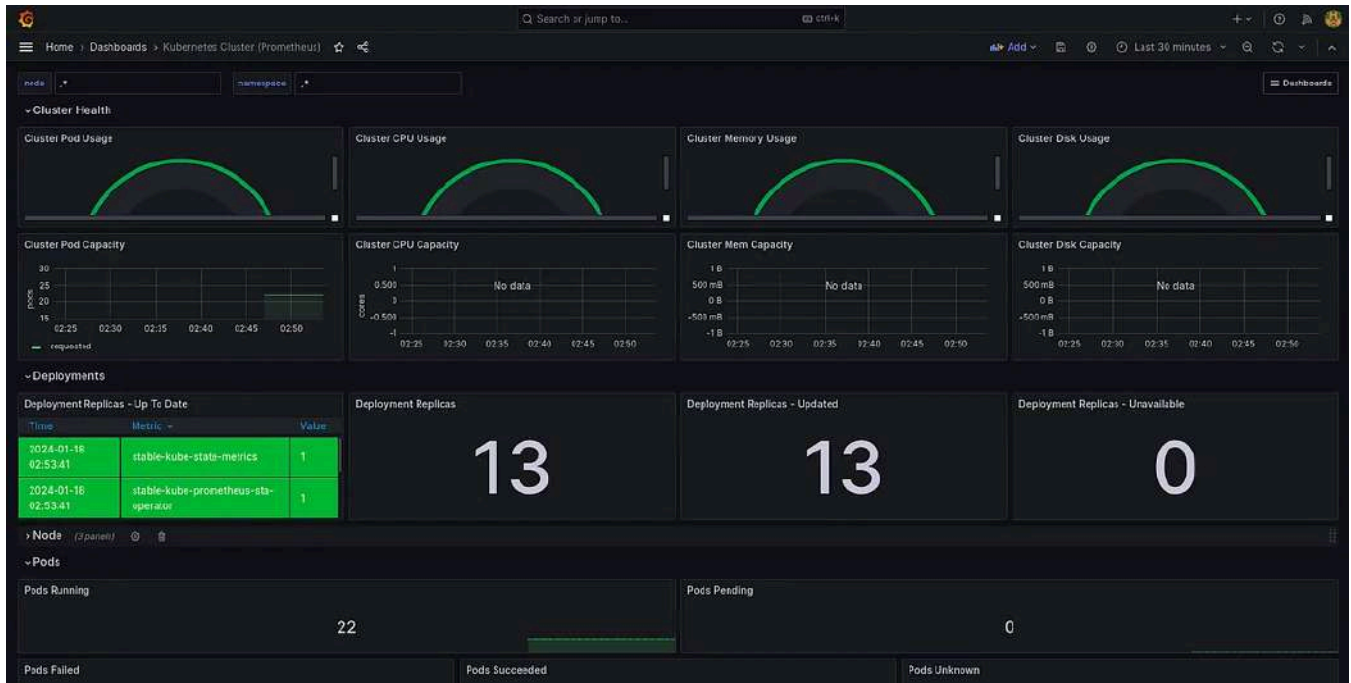 Search or jump to...
ctrl+k
Home › Dashboards › Kubernetes Cluster (Prometheus)
Add
Last 30 minutes
node
.*
namespace
.*
Dashboards
Cluster Health
Cluster Pod Usage
Cluster CPU Usage
Cluster Memory Usage
Cluster Disk Usage
Cluster Pod Capacity
30
25
20
15
pods
02:25 02:30 02:35 02:40 02:45 02:50
requested
Cluster CPU Capacity
1
0.500
0
-0.500
-1
cores
No data
02:25 02:30 02:35 02:40 02:45 02:50
Cluster Mem Capacity
1 B
500 mB
0 B
-500 mB
-1 B
No data
02:25 02:30 02:35 02:40 02:45 02:50
Cluster Disk Capacity
1 B
500 mB
0 B
-500 mB
-1 B
No data
02:25 02:30 02:35 02:40 02:45 02:50
Deployments
Deployment Replicas - Up To Date
Time Metric Value
2024-01-18
02:53:41
stable-kube-state-metrics
1
2024-01-18
02:53:41
stable-kube-prometheus-sta-
operator
1
Deployment Replicas
13
Deployment Replicas - Updated
13
Deployment Replicas - Unavailable
0
Node (3 panels)
Pods
Pods Running
22
Pods Pending
0
Pods Failed
Pods Succeeded
Pods Unknown